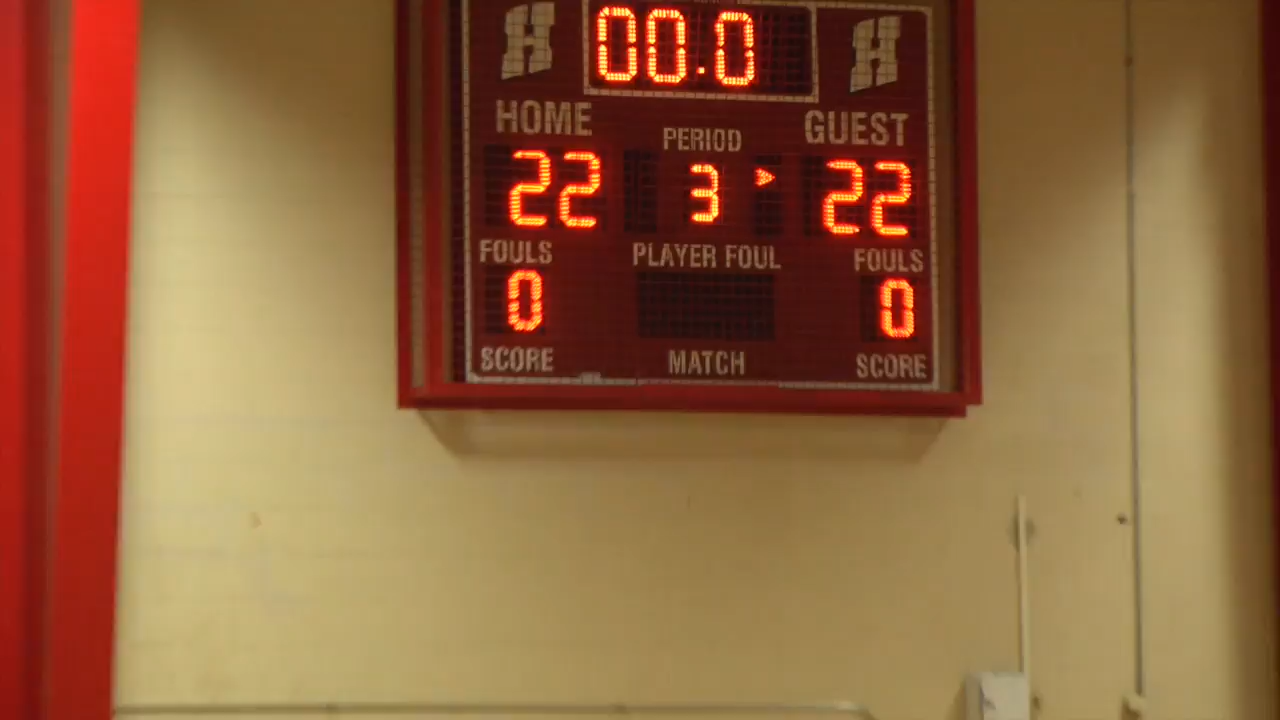 H 00.0 H
HOME PERIOD GUEST
22 3 22
FOULS PLAYER FOUL FOULS
0 0
SCORE MATCH SCORE